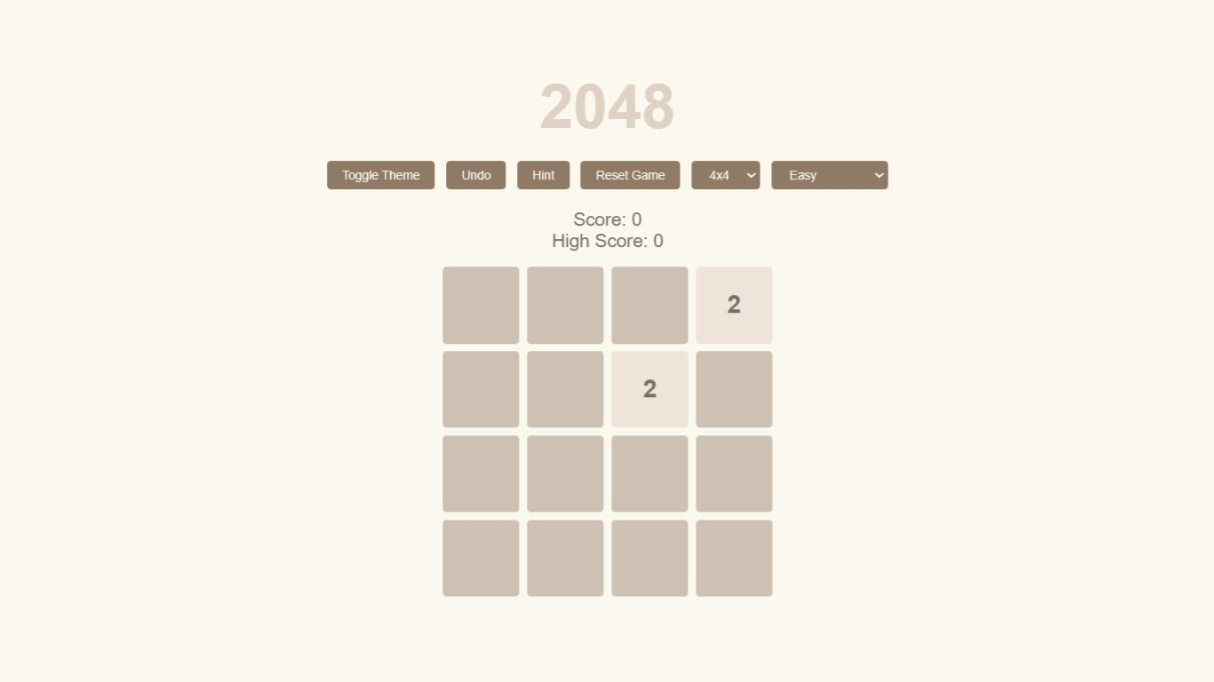 2048
Toggle Theme Undo Hint Reset Game 4x4 Easy
Score: 0
High Score: 0
2
2